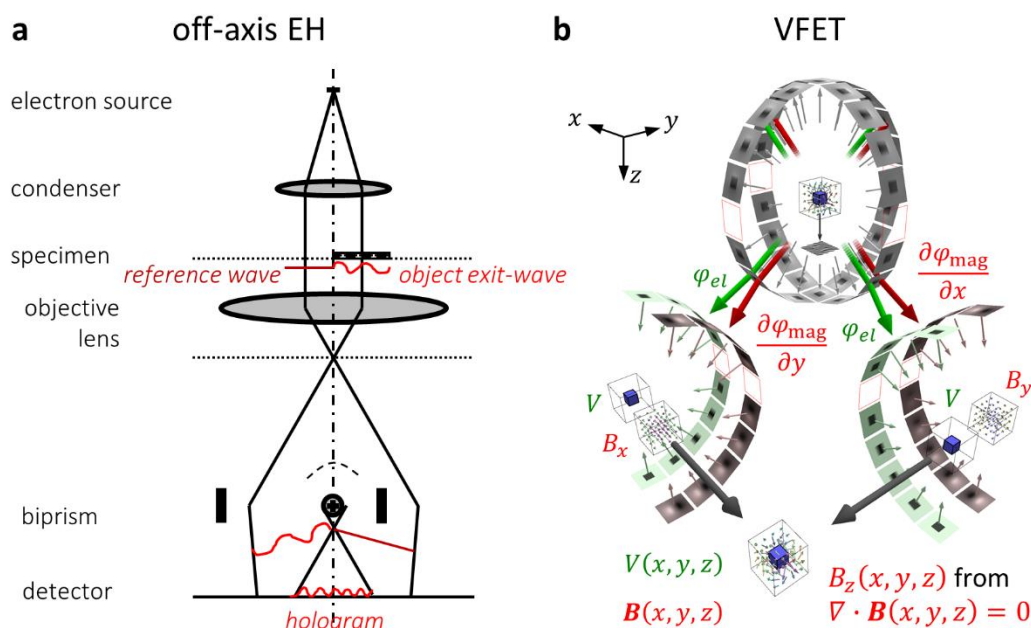 a off-axis EH
electron source
condenser
specimen
reference wave
object exit-wave
objective
lens
biprism
detector
hologram
b VFET
x
y
z
φ_el
∂φ_mag/∂y
φ_el
∂φ_mag/∂x
V
B_x
V
B_y
V(x, y, z)
B(x, y, z)
B_z(x, y, z) from
∇ · B(x, y, z) = 0